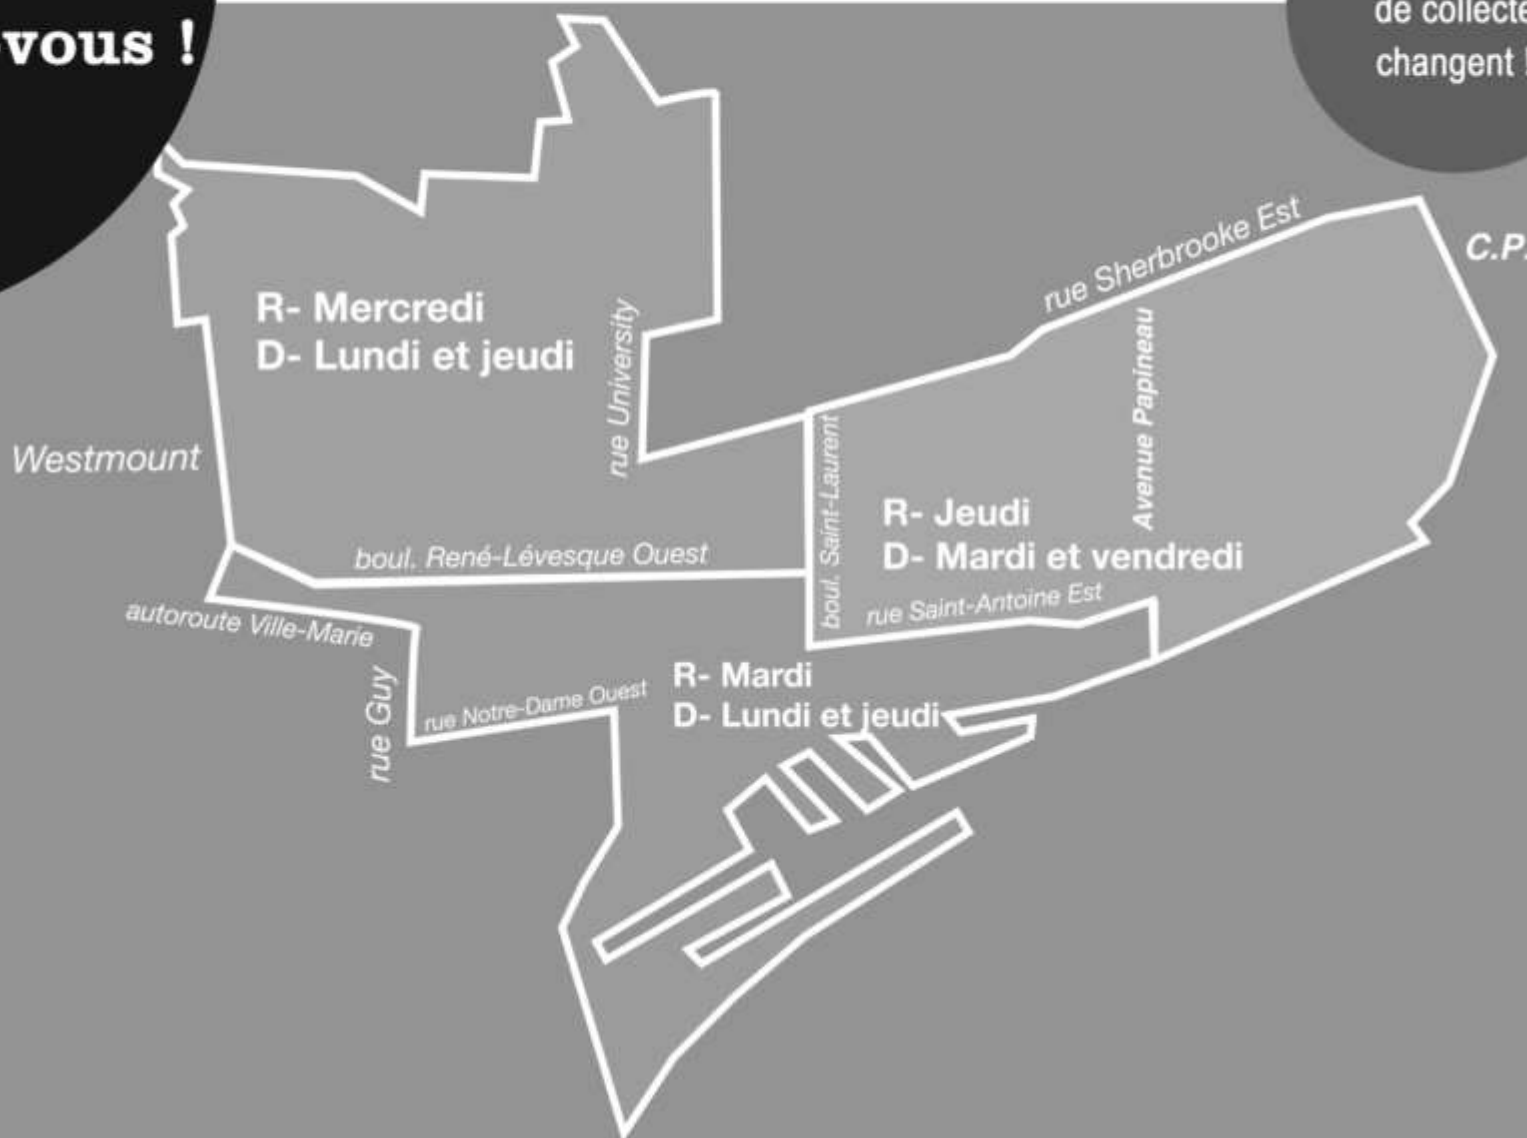 vous !
de collecte
changent !
C.P.
rue Sherbrooke Est
R- Mercredi
D- Lundi et jeudi
rue University
Avenue Papineau
Westmount
boul. Saint-Laurent
R- Jeudi
D- Mardi et vendredi
boul. René-Lévesque Ouest
rue Saint-Antoine Est
autoroute Ville-Marie
R- Mardi
D- Lundi et jeudi
rue Guy
rue Notre-Dame Ouest